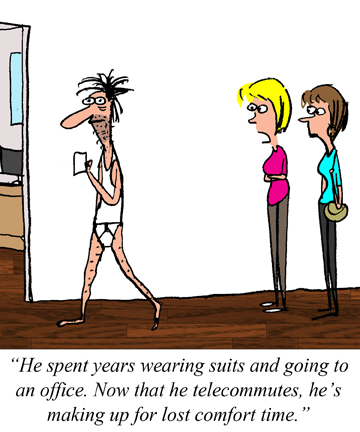 “He spent years wearing suits and going to
an office. Now that he telecommutes, he’s
making up for lost comfort time.”